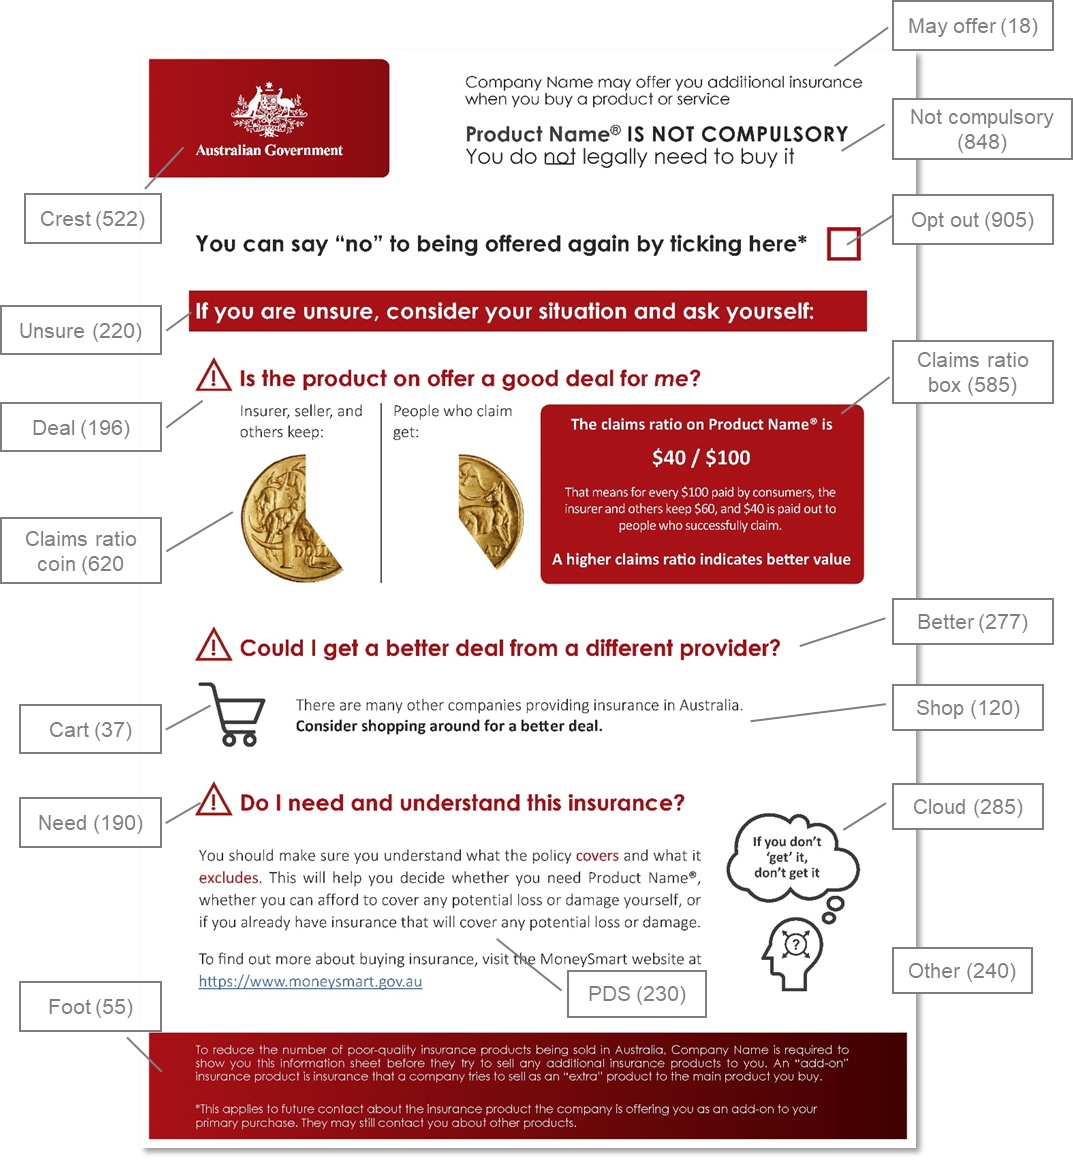 May offer (18)
Company Name may offer you additional insurance
when you buy a product or service
Not compulsory
(848)
Product Name® IS NOT COMPULSORY
You do not legally need to buy it
Australian Government
Crest (522)
Opt out (905)
You can say “no” to being offered again by ticking here*
Unsure (220)
If you are unsure, consider your situation and ask yourself:
Claims ratio
box (585)
Is the product on offer a good deal for me?
Deal (196)
Insurer, seller, and
others keep:
People who claim
get:
The claims ratio on Product Name® is
$40 / $100
That means for every $100 paid by consumers, the
insurer and others keep $60, and $40 is paid out to
people who successfully claim.
A higher claims ratio indicates better value
Claims ratio
coin (620
Better (277)
Could I get a better deal from a different provider?
Cart (37)
There are many other companies providing insurance in Australia.
Consider shopping around for a better deal.
Shop (120)
Need (190)
Do I need and understand this insurance?
Cloud (285)
If you don’t
‘get’ it,
don’t get it
?
You should make sure you understand what the policy covers and what it
excludes. This will help you decide whether you need Product Name®,
whether you can afford to cover any potential loss or damage yourself, or
if you already have insurance that will cover any potential loss or damage.
To find out more about buying insurance, visit the MoneySmart website at
https://www.moneysmart.gov.au
PDS (230)
Other (240)
Foot (55)
To reduce the number of poor-quality insurance products being sold in Australia, Company Name is required to
show you this information sheet before they try to sell any additional insurance products to you. An “add-on”
insurance product is insurance that a company tries to sell as an “extra” product to the main product you buy.
*This applies to future contact about the insurance product the company is offering you as an add-on to your
primary purchase. They may still contact you about other products.